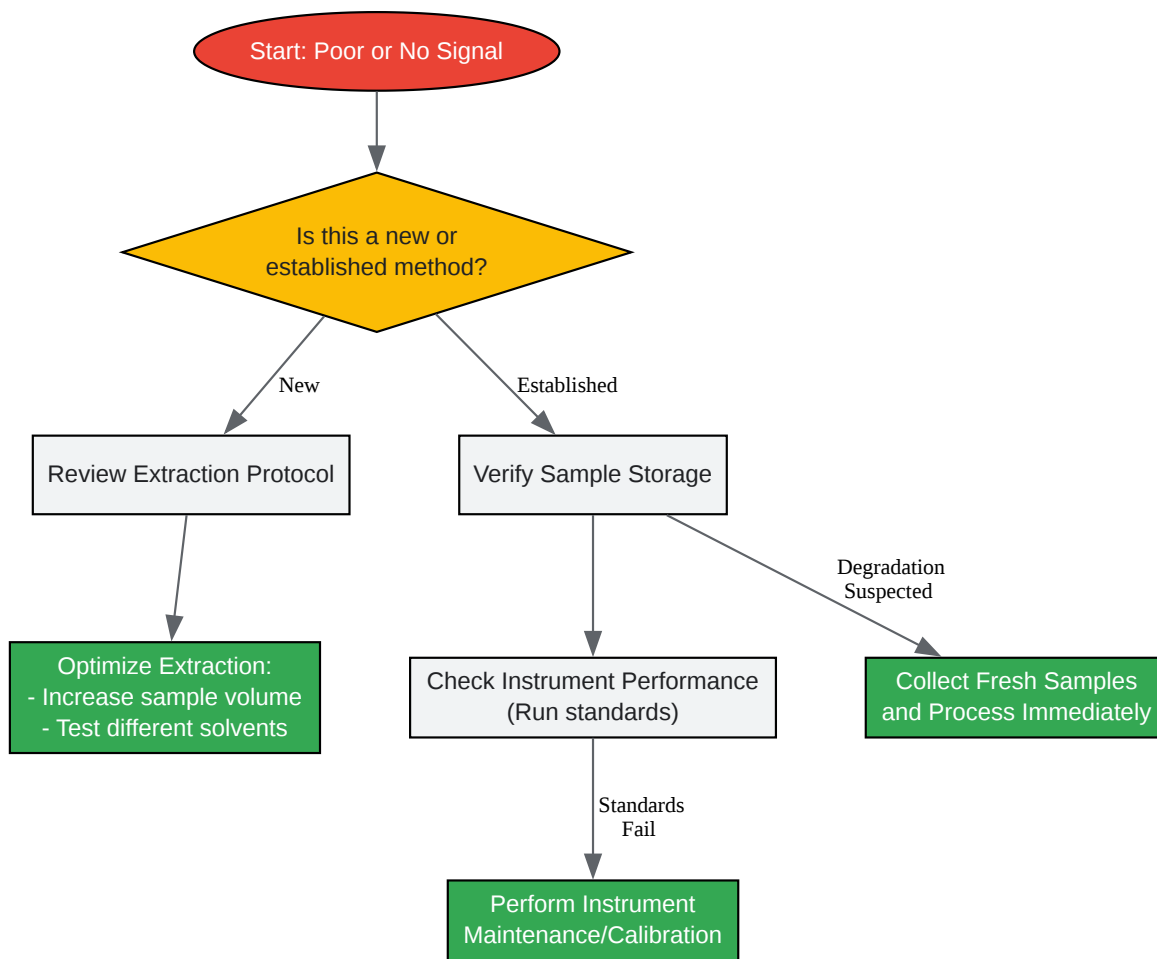 Start: Poor or No Signal
Is this a new or
established method?
New
Established
Review Extraction Protocol
Verify Sample Storage
Degradation
Suspected
Optimize Extraction:
- Increase sample volume
- Test different solvents
Check Instrument Performance
(Run standards)
Collect Fresh Samples
and Process Immediately
Standards
Fail
Perform Instrument
Maintenance/Calibration